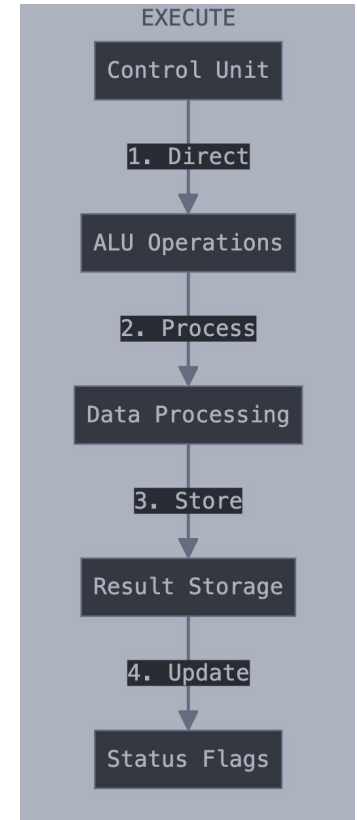 EXECUTE
Control Unit
1. Direct
ALU Operations
2. Process
Data Processing
3. Store
Result Storage
4. Update
Status Flags